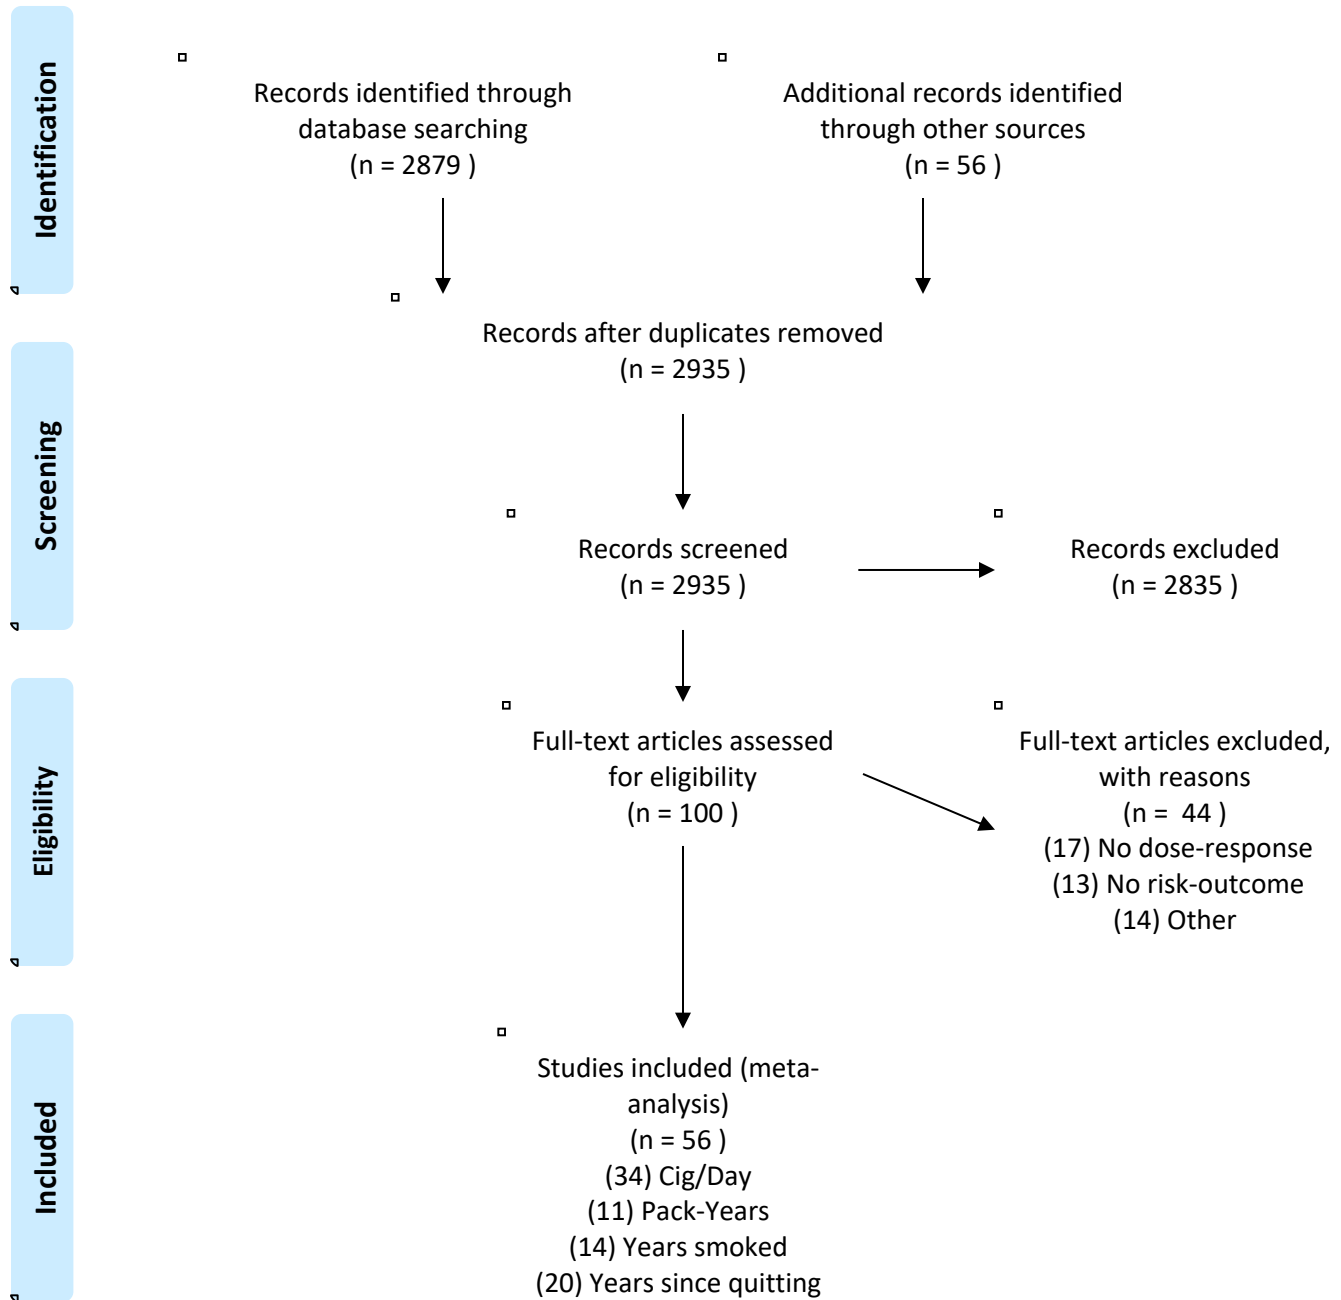 Identification
Records identified through
database searching
(n = 2879 )
Additional records identified
through other sources
(n = 56 )
Records after duplicates removed
(n = 2935 )
Screening
Records screened
(n = 2935 )
Records excluded
(n = 2835 )
Eligibility
Full-text articles assessed
for eligibility
(n = 100 )
Full-text articles excluded,
with reasons
(n = 44 )
(17) No dose-response
(13) No risk-outcome
(14) Other
Included
Studies included (meta-
analysis)
(n = 56 )
(34) Cig/Day
(11) Pack-Years
(14) Years smoked
(20) Years since quitting